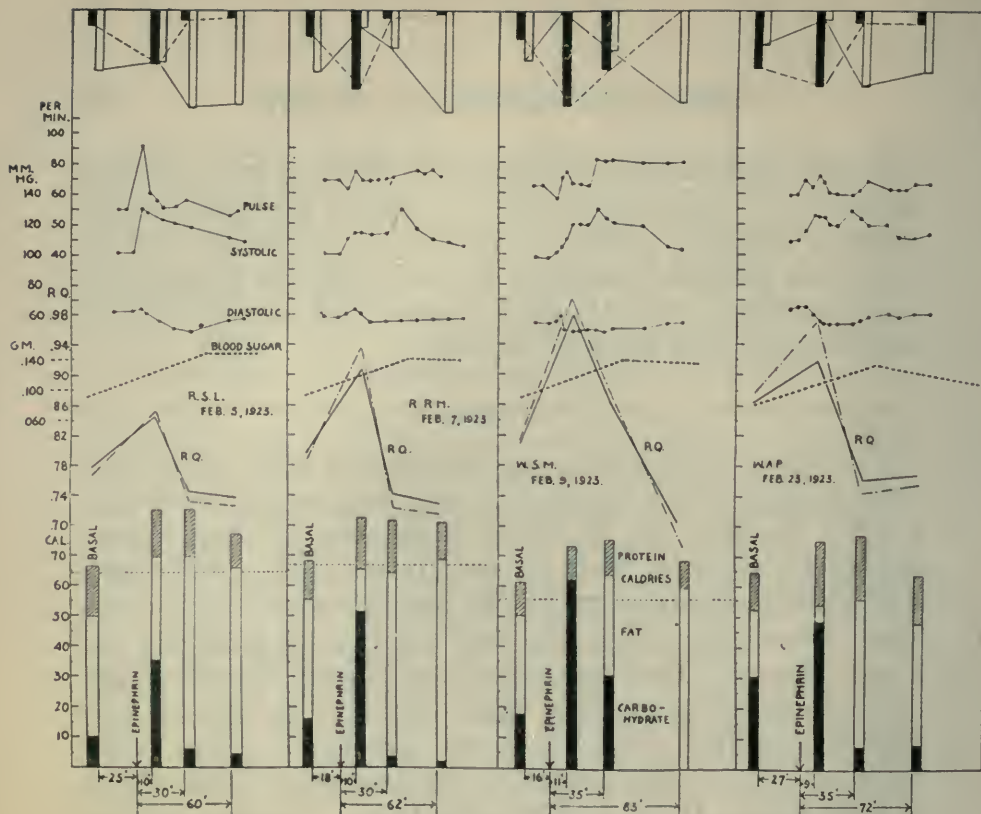 PER
MIN.
100
MM.
HG.
80
140
60
PULSE
120
50
100
40
SYSTOLIC
80
R.Q.
60
.98
DIASTOLIC
.94
GM.
BLOOD SUGAR
.140
.90
.100
.86
060
.82
.78
.74
.70
R.S.L.
FEB. 5, 1923.
R.Q.
R R M.
FEB. 7, 1923
R.Q.
W.S.M.
FEB. 9, 1923.
R.Q.
W.A.P.
FEB. 23, 1923.
R.Q.
CAL.
70
60
50
40
30
20
10
BASAL
EPINEPHRIN
BASAL
EPINEPHRIN
BASAL
EPINEPHRIN
PROTEIN
CALORIES
FAT
CARBO-
HYDRATE
BASAL
EPINEPHRIN
25'
10'
30'
60'
18'
10'
30'
62'
16'
11'
35'
85'
27
9'
35'
72'